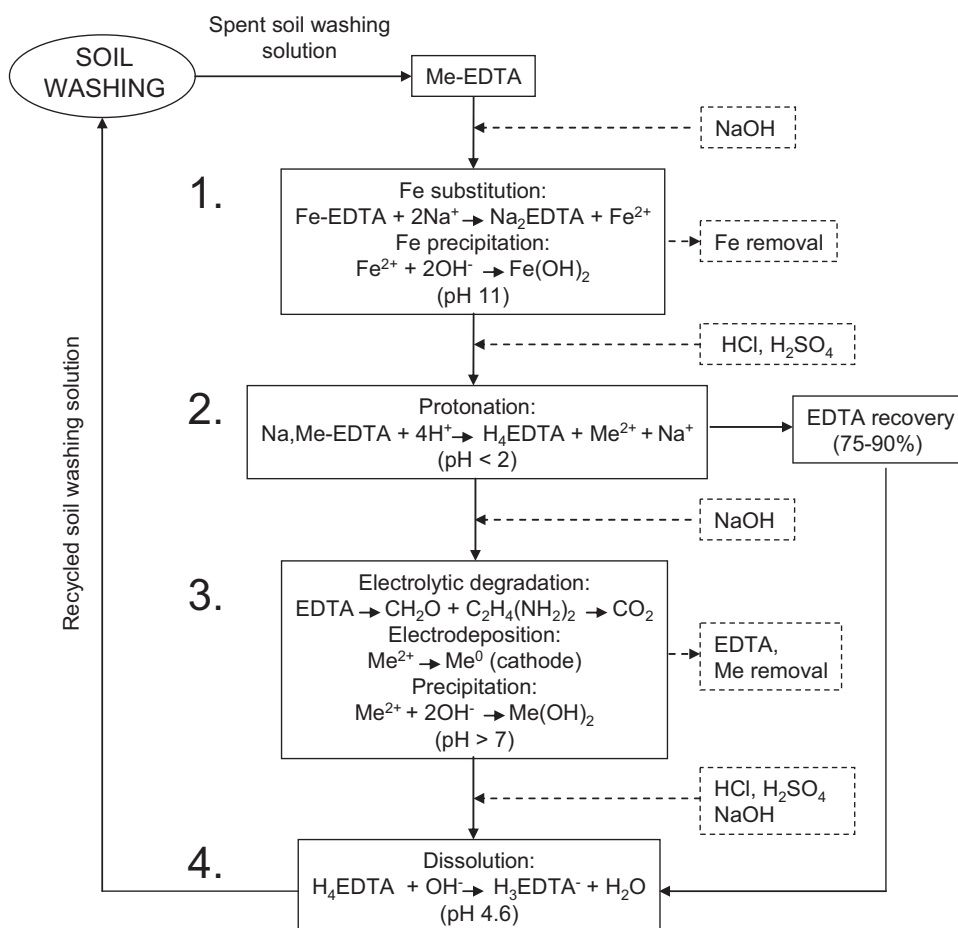 Spent soil washing
solution
SOIL
WASHING
Me-EDTA
NaOH
1.
Fe substitution:
Fe-EDTA + 2Na⁺ → Na₂EDTA + Fe²⁺
Fe precipitation:
Fe²⁺ + 2OH⁻ → Fe(OH)₂
(pH 11)
Fe removal
HCl, H₂SO₄
2.
Protonation:
Na,Me-EDTA + 4H⁺ → H₄EDTA + Me²⁺ + Na⁺
(pH < 2)
EDTA recovery
(75-90%)
NaOH
3.
Electrolytic degradation:
EDTA → CH₂O + C₂H₄(NH₂)₂ → CO₂
Electrodeposition:
Me²⁺ → Me⁰ (cathode)
Precipitation:
Me²⁺ + 2OH⁻ → Me(OH)₂
(pH > 7)
EDTA,
Me removal
HCl, H₂SO₄
NaOH
4.
Dissolution:
H₄EDTA + OH⁻ → H₃EDTA⁻ + H₂O
(pH 4.6)
Recycled soil washing solution